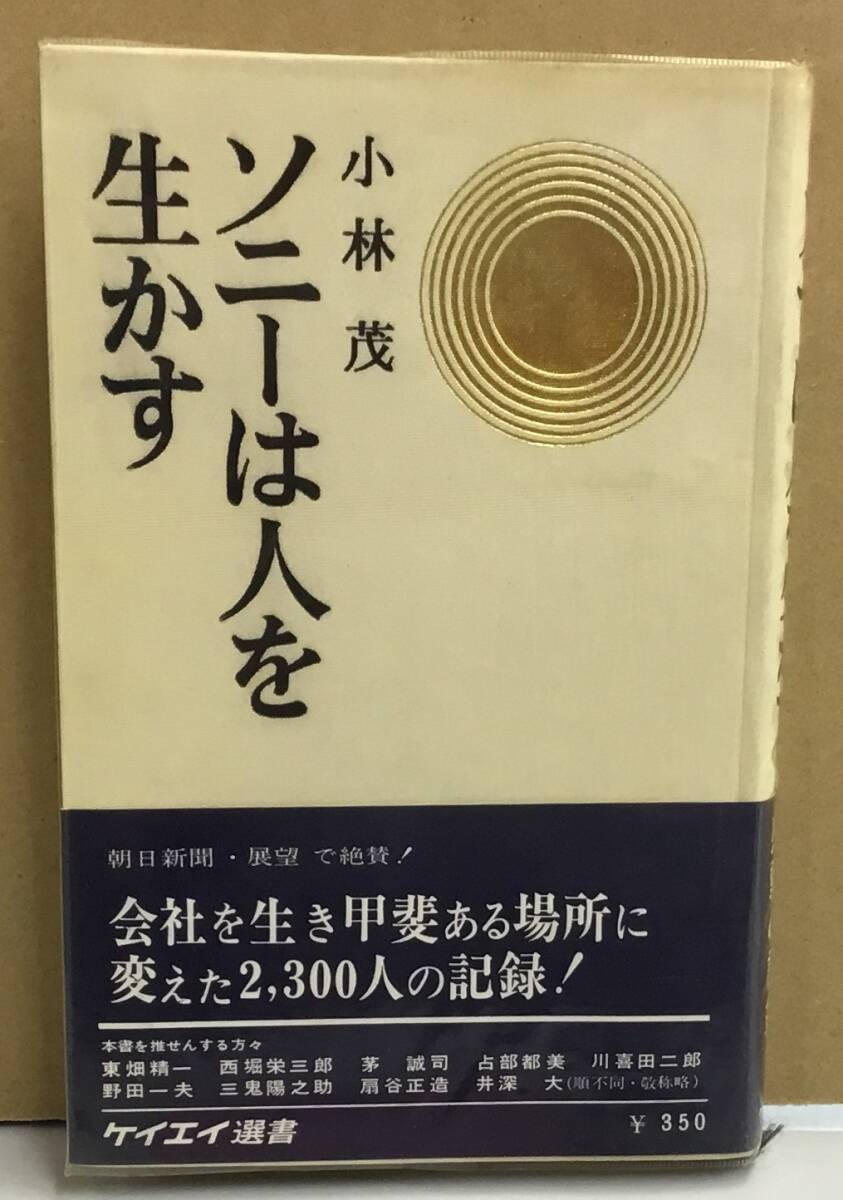 小林茂
ソニーは人を
生かす
朝日新聞・展望 で絶賛！
会社を生き甲斐ある場所に
変えた2,300人の記録！
本書を推せんする方々
東畑精一 西堀栄三郎 茅誠司 占部都美 川喜田二郎
野田一夫 三鬼陽之助 扇谷正造 井深大(順不同・敬称略)
ケイエイ選書 ￥350